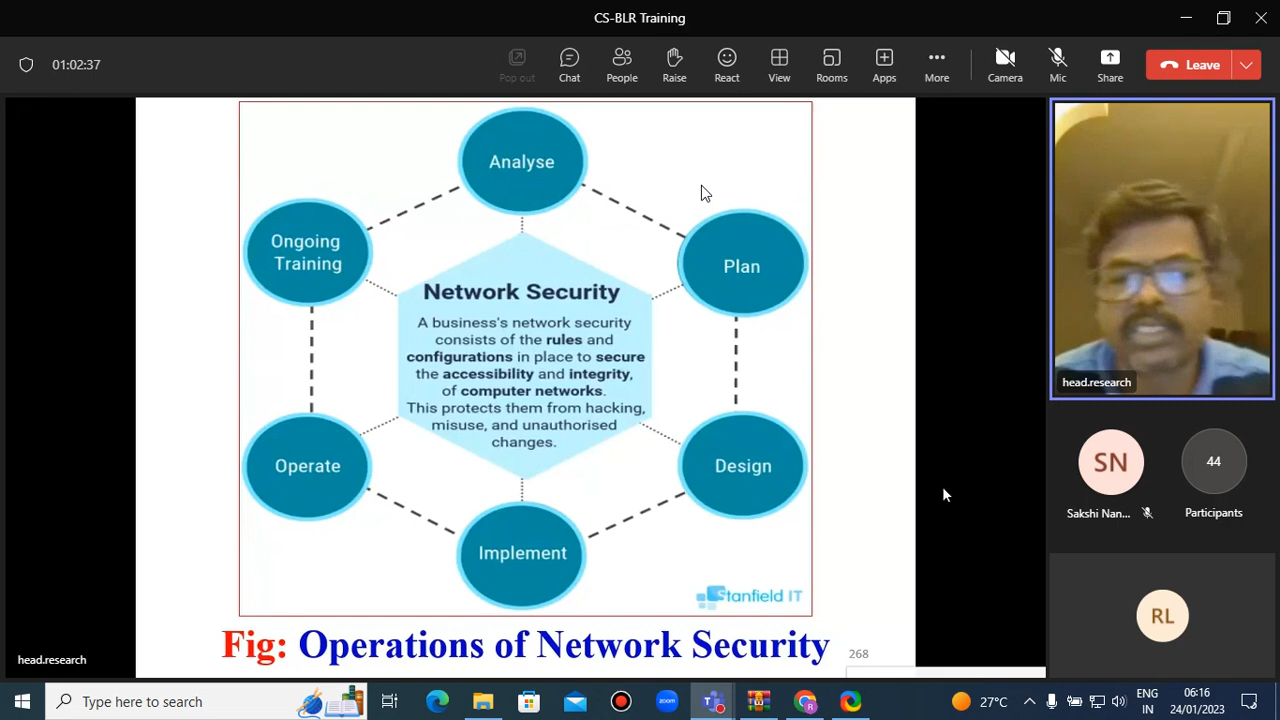 CS-BLR Training
01:02:37
Pop out
Chat
People
Raise
React
View
Rooms
Apps
More
Camera
Mic
Share
Leave
Analyse
Ongoing
Training
Plan
Network Security
A business's network security
consists of the rules and
configurations in place to secure
the accessibility and integrity,
of computer networks.
This protects them from hacking,
misuse, and unauthorised
changes.
Operate
Design
Implement
Stanfield IT
Fig: Operations of Network Security
268
head.research
head.research
SN
Sakshi Nan...
44
Participants
RL
Type here to search
zoom
27°C
ENG
IN
06:16
24/01/2023